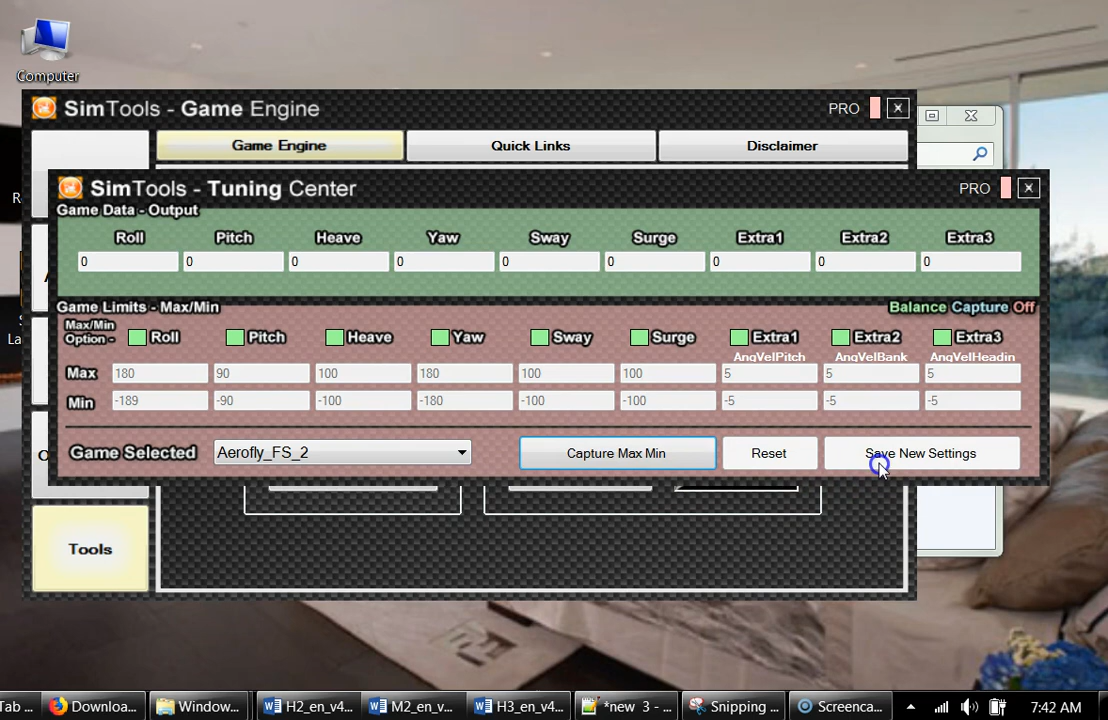 Computer
SimTools - Game Engine
PRO
Game Engine
Quick Links
Disclaimer
SimTools - Tuning Center
PRO
Game Data - Output
Roll Pitch Heave Yaw Sway Surge Extra1 Extra2 Extra3
0 0 0 0 0 0 0 0 0
Game Limits - Max/Min
Balance Capture Off
Max/Min
Option -
Roll Pitch Heave Yaw Sway Surge Extra1 Extra2 Extra3
AngVelPitch AngVelBank AngVelHeadin
Max 180 90 100 180 100 100 5 5 5
Min -189 -90 -100 -180 -100 -100 -5 -5 -5
Game Selected Aerofly_FS_2 Capture Max Min Reset Save New Settings
Tools
Tab ... Downloa... Window... H2_en_v4... M2_en_v... H3_en_v4... *new 3 - ... Snipping ... Screenca... 7:42 AM